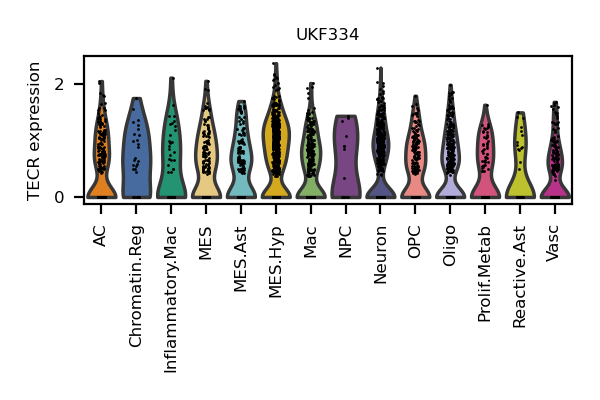 UKF334
TECR expression
2
0
AC
Chromatin.Reg
Inflammatory.Mac
MES
MES.Ast
MES.Hyp
Mac
NPC
Neuron
OPC
Oligo
Prolif.Metab
Reactive.Ast
Vasc